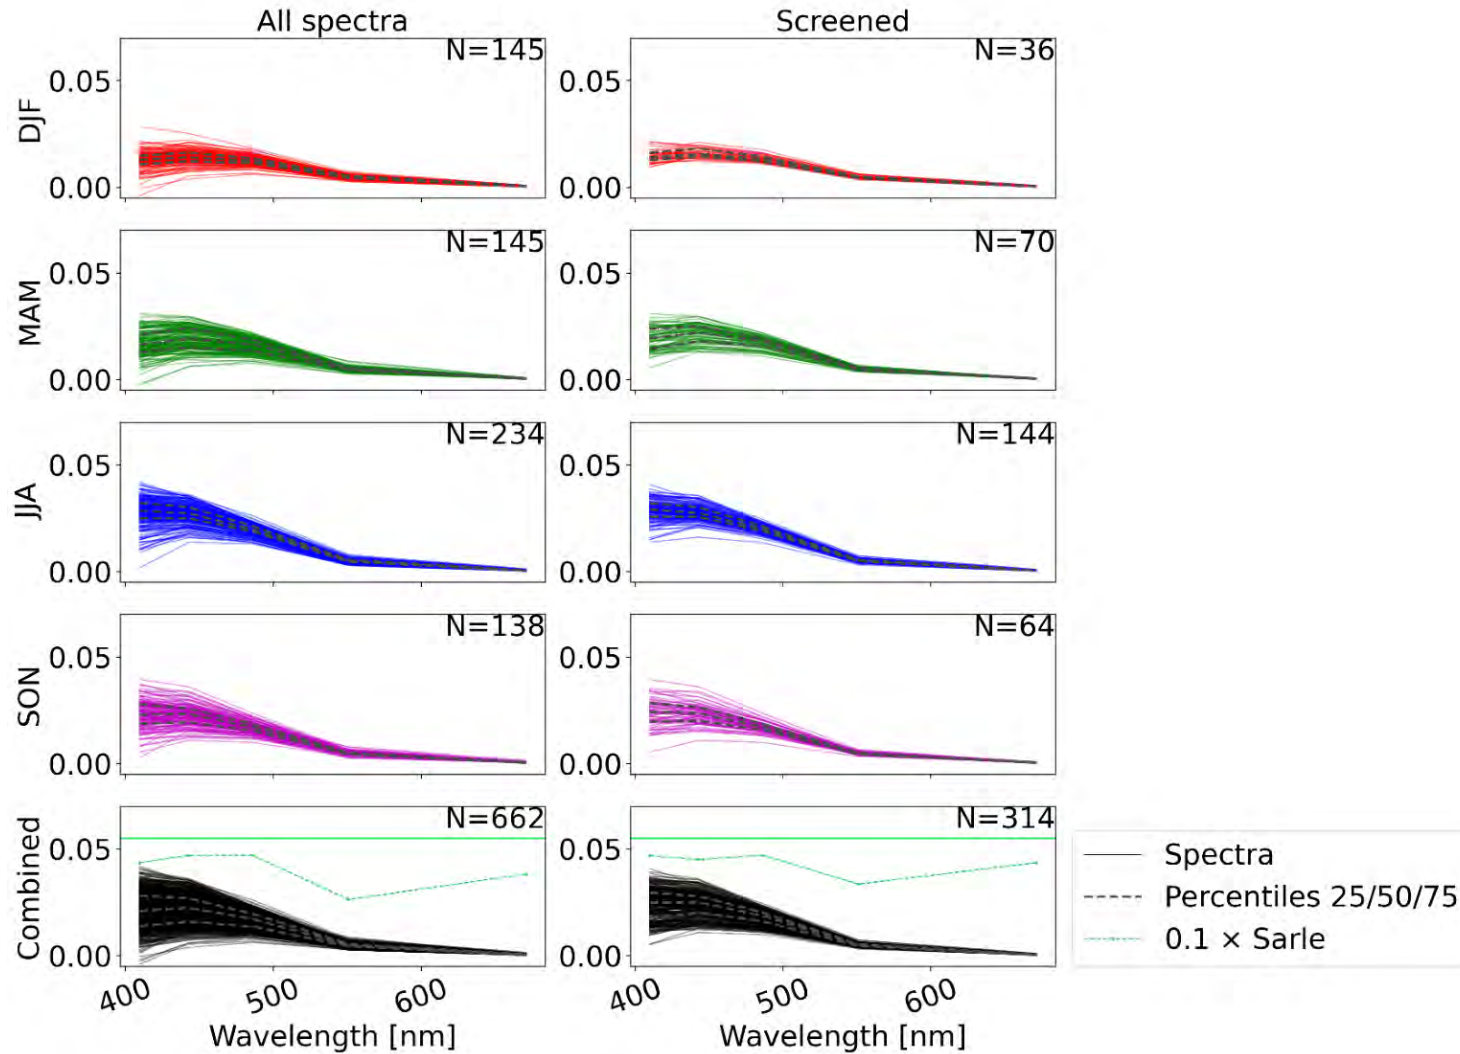 All spectra
Screened
DJF
0.05
0.00
N=145
0.05
0.00
N=36
MAM
0.05
0.00
N=145
0.05
0.00
N=70
JJA
0.05
0.00
N=234
0.05
0.00
N=144
SON
0.05
0.00
N=138
0.05
0.00
N=64
Combined
0.05
0.00
N=662
0.05
0.00
N=314
400 500 600
Wavelength [nm]
400 500 600
Wavelength [nm]
Spectra
Percentiles 25/50/75
0.1 × Sarle